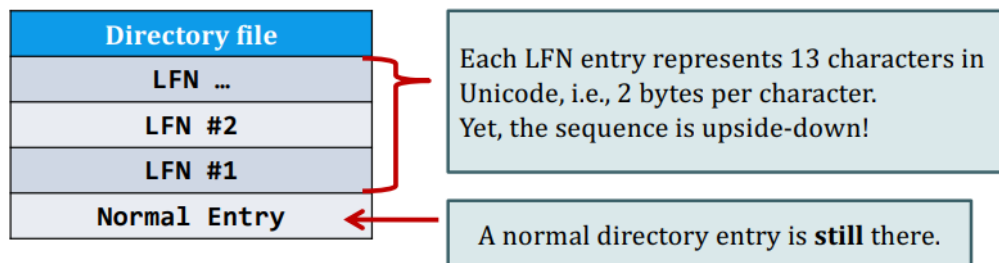 Directory file
LFN …
LFN #2
LFN #1
Normal Entry
Each LFN entry represents 13 characters in
Unicode, i.e., 2 bytes per character.
Yet, the sequence is upside-down!
A normal directory entry is still there.